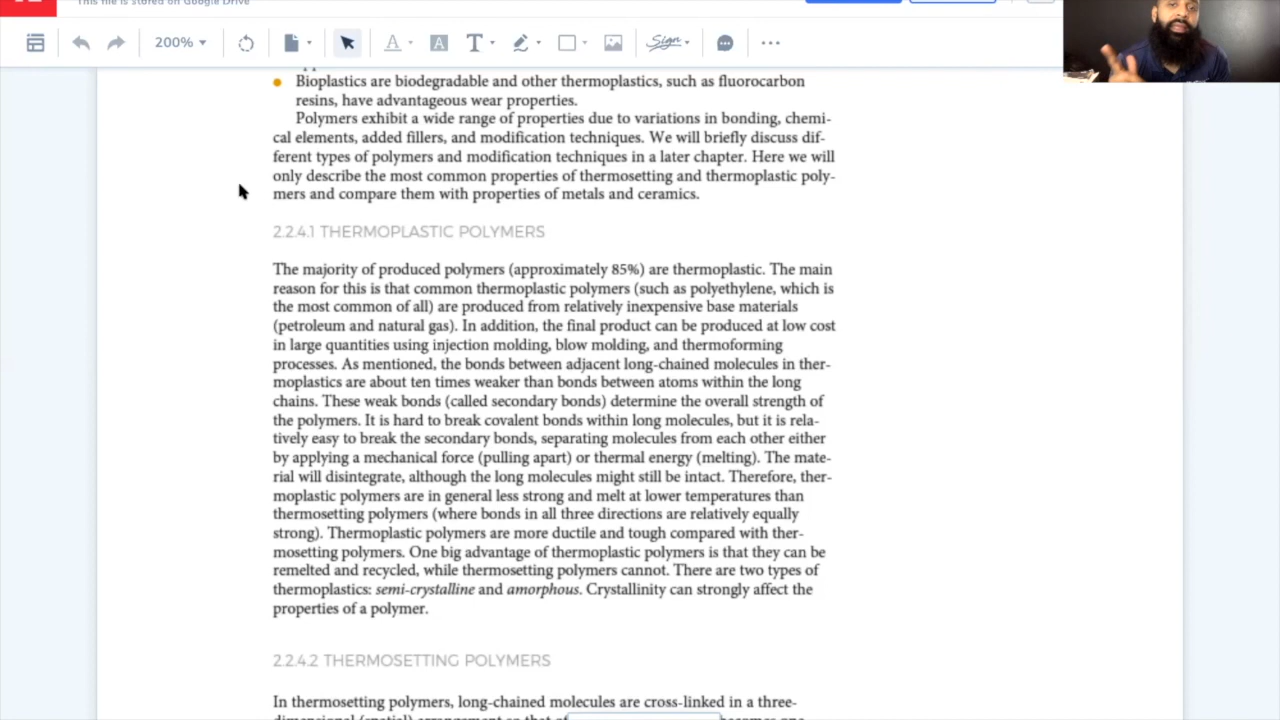 This file is stored on Google Drive
200%
T
A
A
Sign
Bioplastics are biodegradable and other thermoplastics, such as fluorocarbon
resins, have advantageous wear properties.
Polymers exhibit a wide range of properties due to variations in bonding, chemi-
cal elements, added fillers, and modification techniques. We will briefly discuss dif-
ferent types of polymers and modification techniques in a later chapter. Here we will
only describe the most common properties of thermosetting and thermoplastic poly-
mers and compare them with properties of metals and ceramics.
2.2.4.1 THERMOPLASTIC POLYMERS
The majority of produced polymers (approximately 85%) are thermoplastic. The main
reason for this is that common thermoplastic polymers (such as polyethylene, which is
the most common of all) are produced from relatively inexpensive base materials
(petroleum and natural gas). In addition, the final product can be produced at low cost
in large quantities using injection molding, blow molding, and thermoforming
processes. As mentioned, the bonds between adjacent long-chained molecules in ther-
moplastics are about ten times weaker than bonds between atoms within the long
chains. These weak bonds (called secondary bonds) determine the overall strength of
the polymers. It is hard to break covalent bonds within long molecules, but it is rela-
tively easy to break the secondary bonds, separating molecules from each other either
by applying a mechanical force (pulling apart) or thermal energy (melting). The mate-
rial will disintegrate, although the long molecules might still be intact. Therefore, ther-
moplastic polymers are in general less strong and melt at lower temperatures than
thermosetting polymers (where bonds in all three directions are relatively equally
strong). Thermoplastic polymers are more ductile and tough compared with ther-
mosetting polymers. One big advantage of thermoplastic polymers is that they can be
remelted and recycled, while thermosetting polymers cannot. There are two types of
thermoplastics: semi-crystalline and amorphous. Crystallinity can strongly affect the
properties of a polymer.
2.2.4.2 THERMOSETTING POLYMERS
In thermosetting polymers, long-chained molecules are cross-linked in a three-